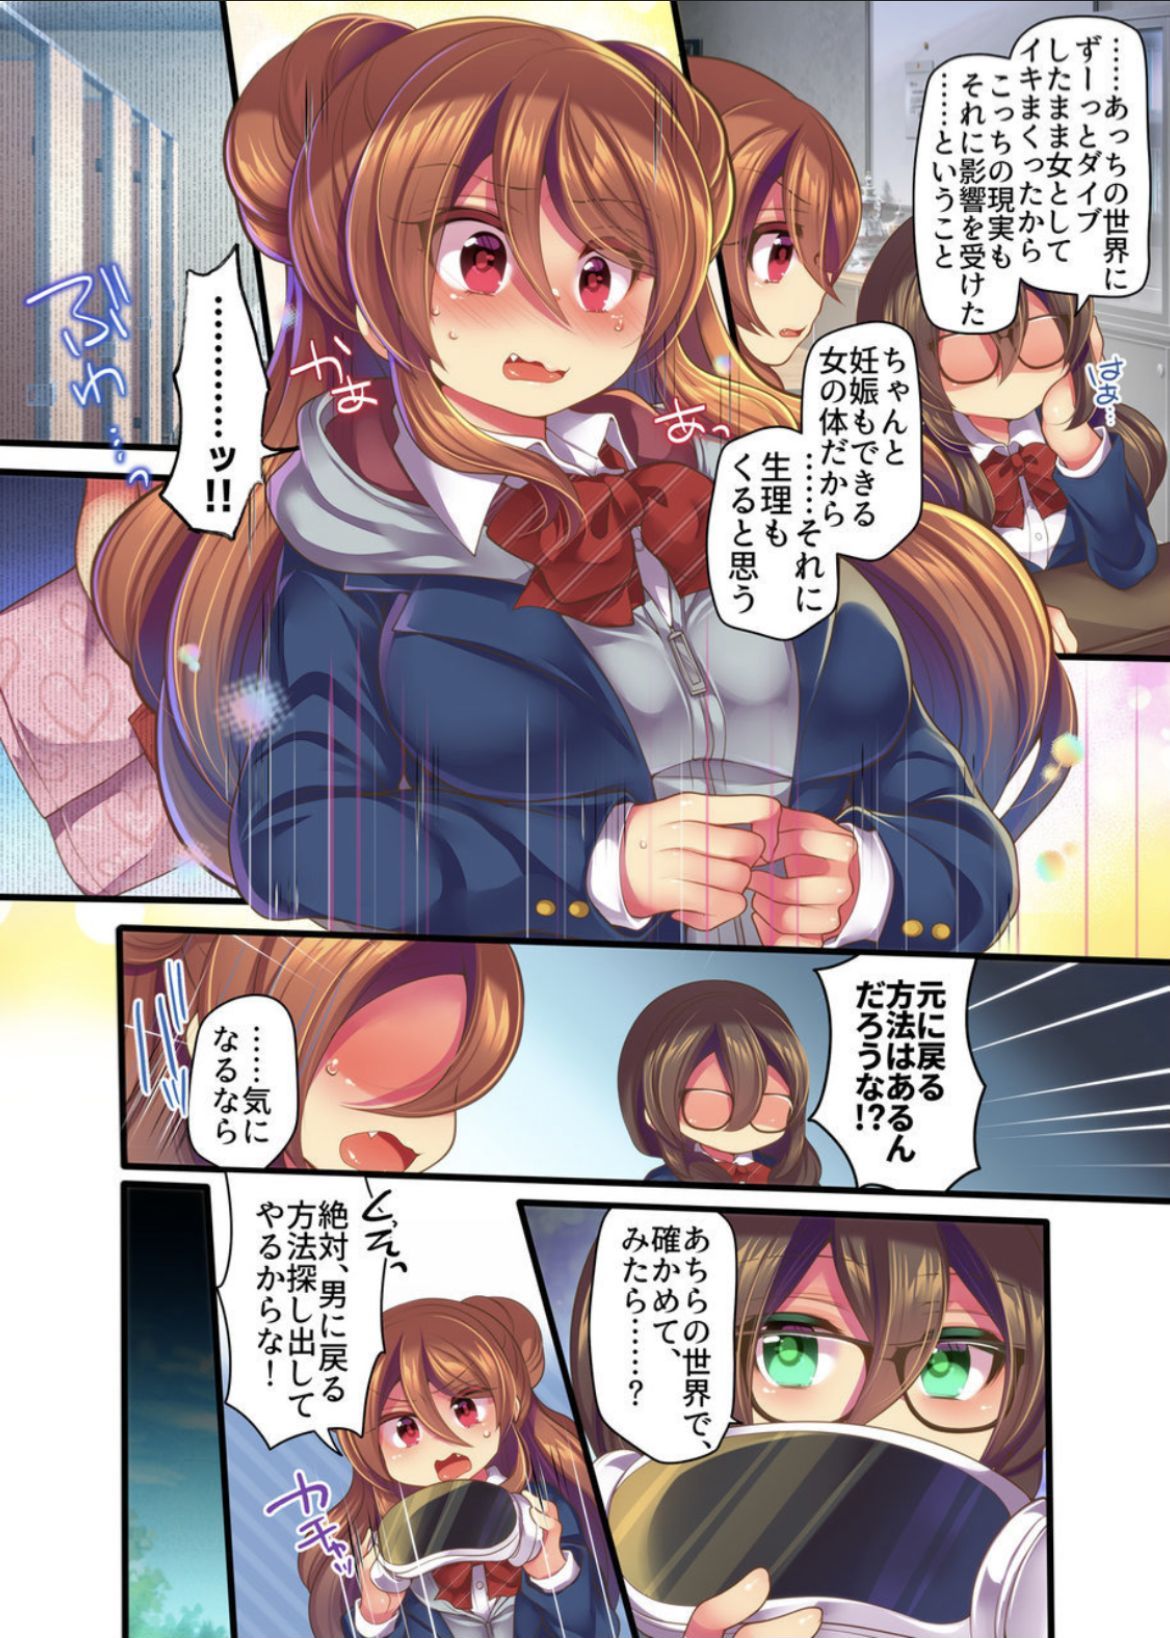 ……あっちの世界に
ずーっとダイブ
したまま女として
イキまくったから
こっちの現実も
それに影響を受けた
……ということ
はぁ…
ちゃんと
妊娠もできる
女の体だから
……それに
生理も
くると思う
かぁ
あっ
…………ッ!!
元に戻る
方法はあるん
だろうな!?
……気に
なるなら
あちらの世界で、
確かめて、
みたら……?
絶対、男に戻る
方法探し出して
やるからな！
カチャッ